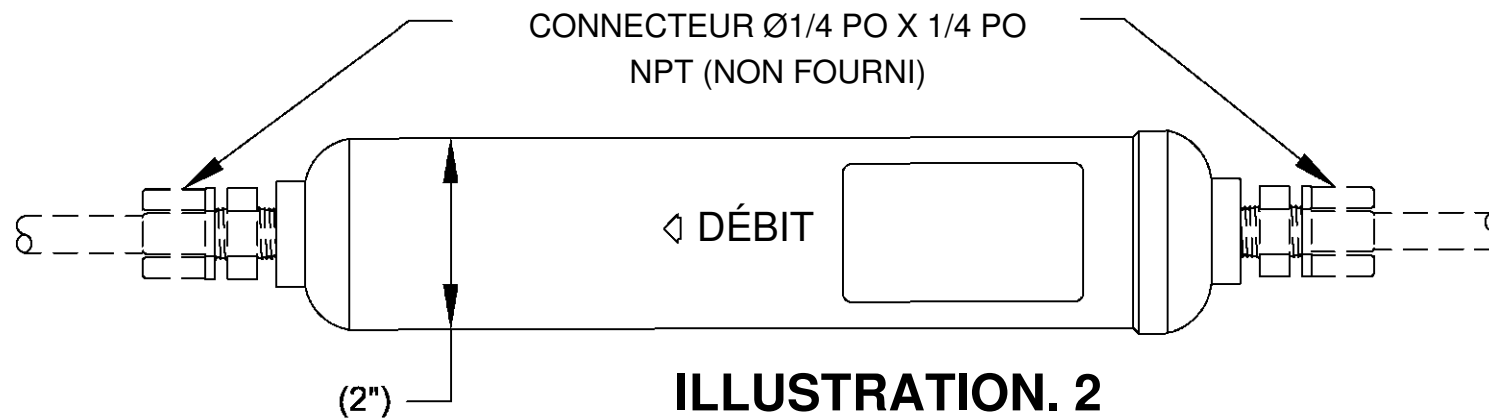 CONNECTEUR Ø1/4 PO X 1/4 PO
NPT (NON FOURNI)
DÉBIT
(2")
ILLUSTRATION. 2